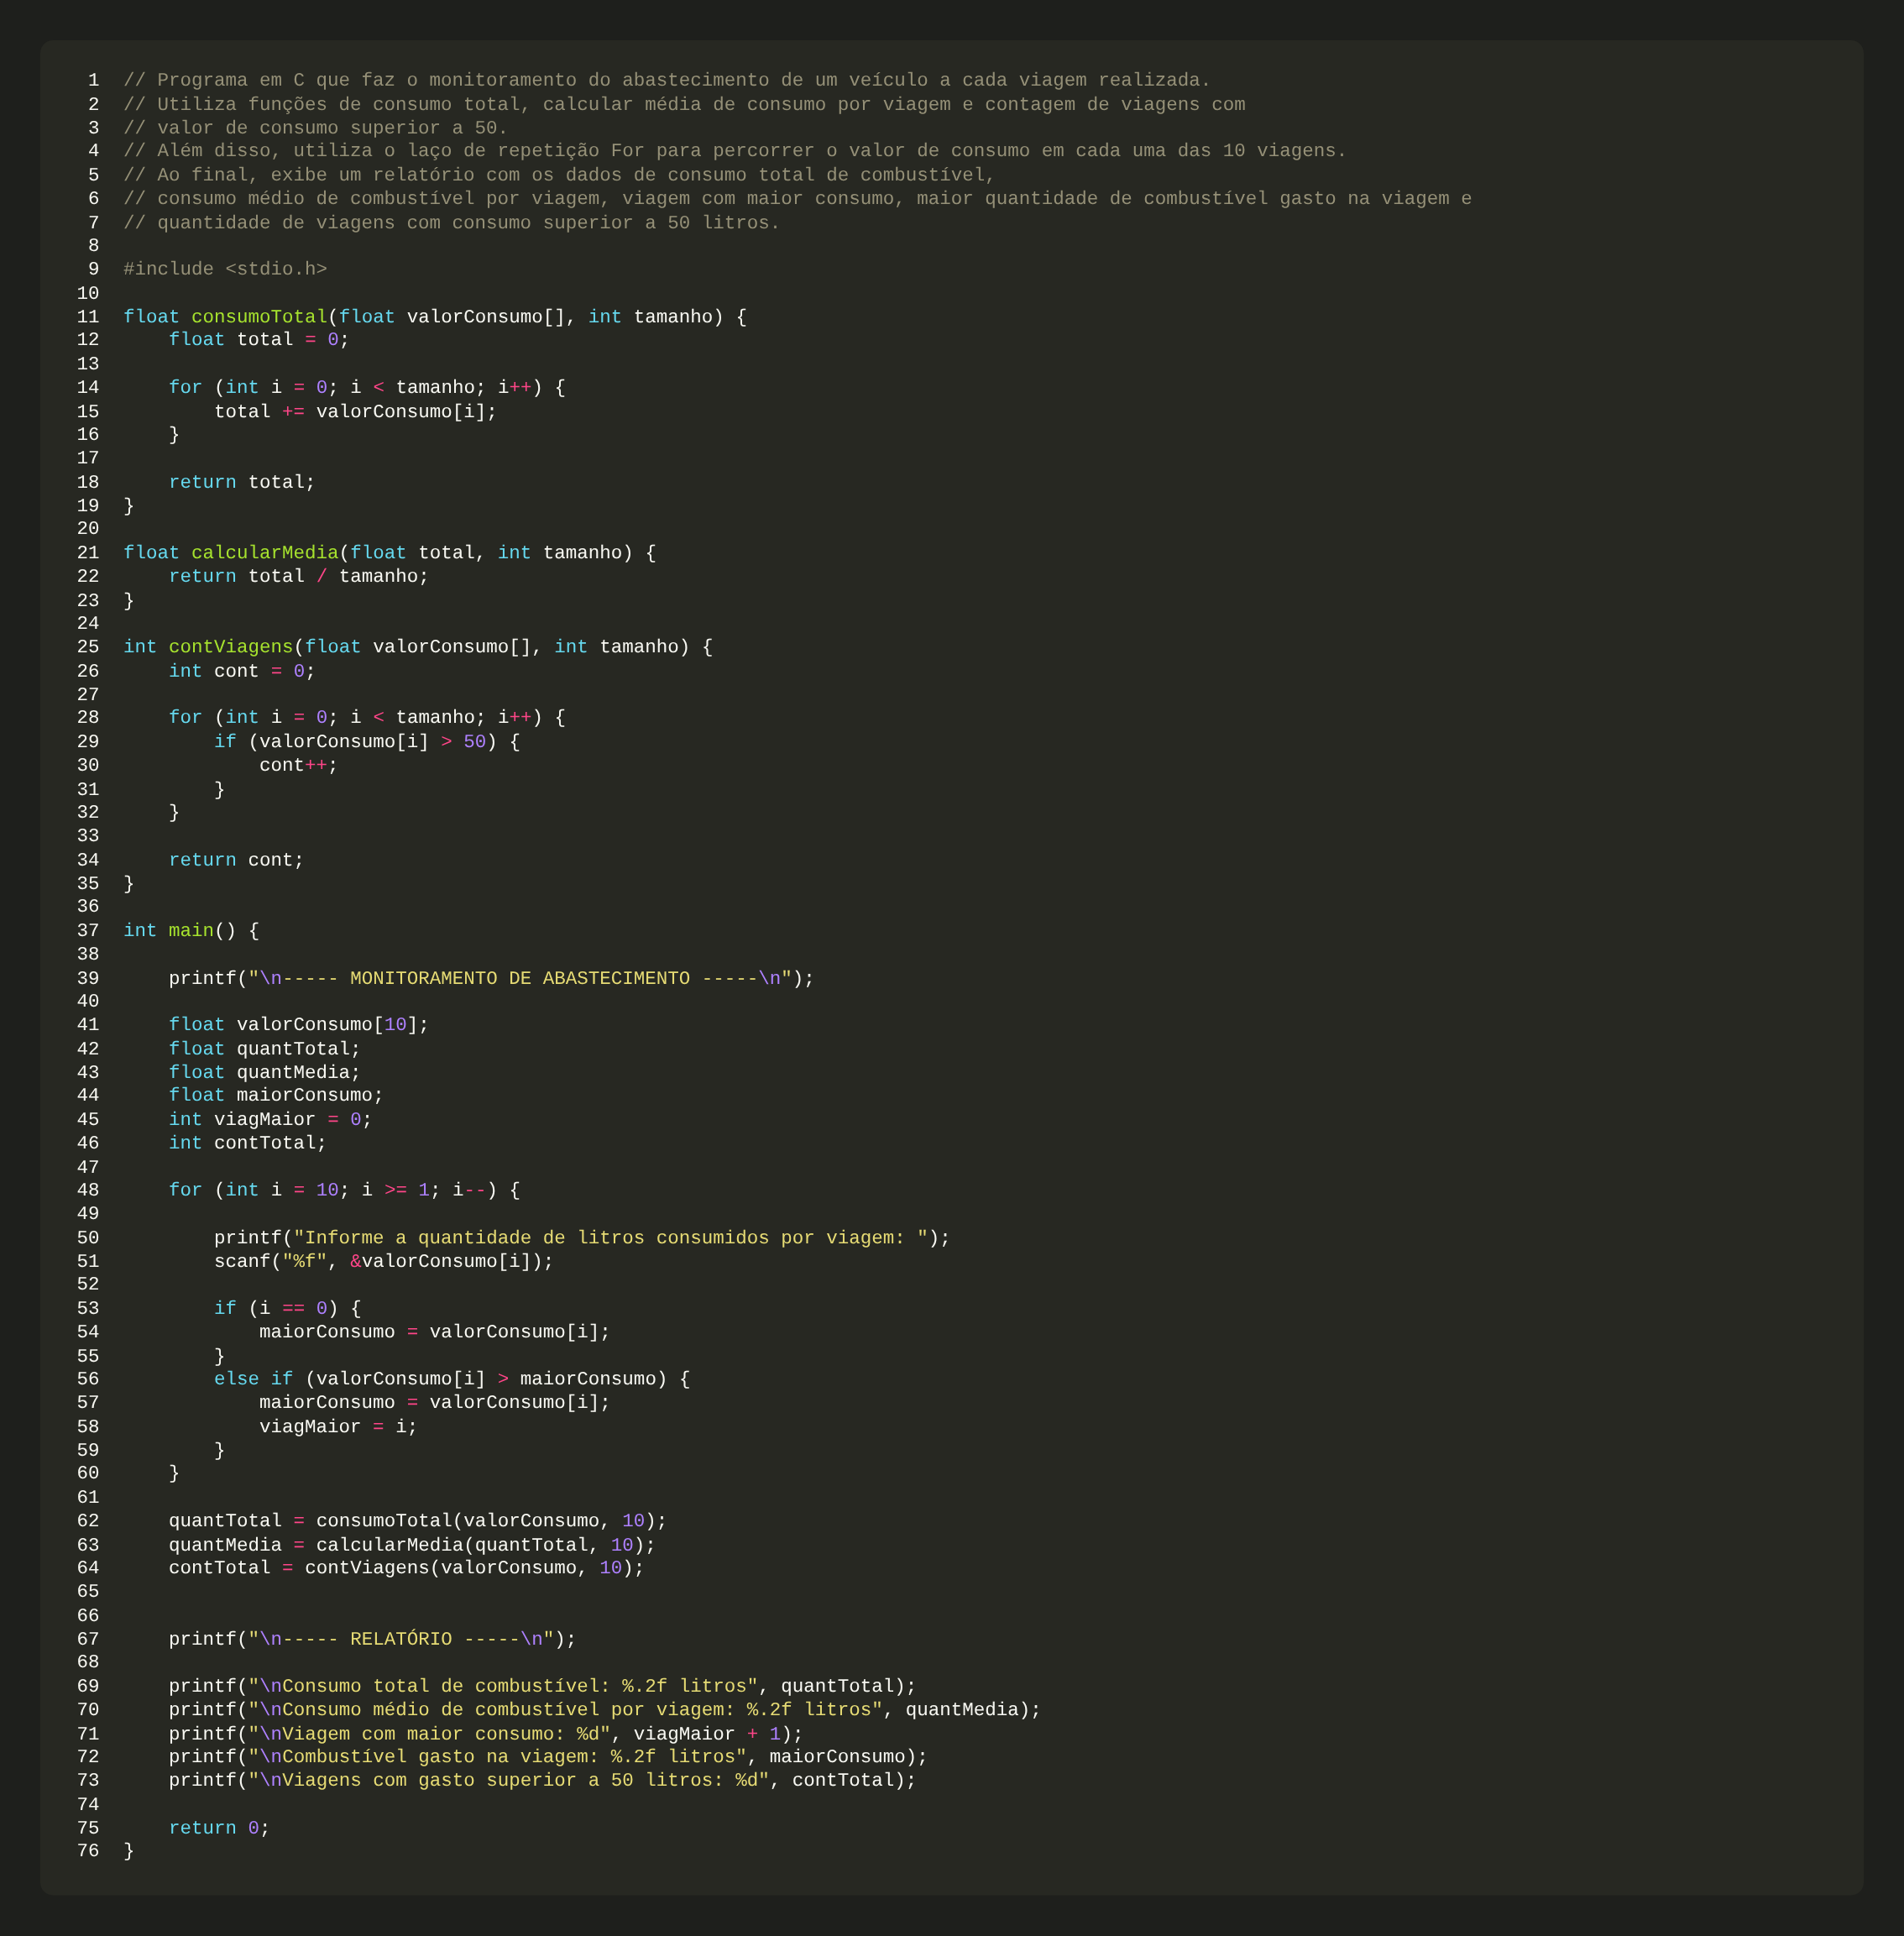 1 // Programa em C que faz o monitoramento do abastecimento de um veículo a cada viagem realizada.
2 // Utiliza funções de consumo total, calcular média de consumo por viagem e contagem de viagens com
3 // valor de consumo superior a 50.
4 // Além disso, utiliza o laço de repetição For para percorrer o valor de consumo em cada uma das 10 viagens.
5 // Ao final, exibe um relatório com os dados de consumo total de combustível,
6 // consumo médio de combustível por viagem, viagem com maior consumo, maior quantidade de combustível gasto na viagem e
7 // quantidade de viagens com consumo superior a 50 litros.
8
9 #include <stdio.h>
10
11 float consumoTotal(float valorConsumo[], int tamanho) {
12     float total = 0;
13
14     for (int i = 0; i < tamanho; i++) {
15         total += valorConsumo[i];
16     }
17
18     return total;
19 }
20
21 float calcularMedia(float total, int tamanho) {
22     return total / tamanho;
23 }
24
25 int contViagens(float valorConsumo[], int tamanho) {
26     int cont = 0;
27
28     for (int i = 0; i < tamanho; i++) {
29         if (valorConsumo[i] > 50) {
30             cont++;
31         }
32     }
33
34     return cont;
35 }
36
37 int main() {
38
39     printf("\n----- MONITORAMENTO DE ABASTECIMENTO -----\n");
40
41     float valorConsumo[10];
42     float quantTotal;
43     float quantMedia;
44     float maiorConsumo;
45     int viagMaior = 0;
46     int contTotal;
47
48     for (int i = 10; i >= 1; i--) {
49
50         printf("Informe a quantidade de litros consumidos por viagem: ");
51         scanf("%f", &valorConsumo[i]);
52
53         if (i == 0) {
54             maiorConsumo = valorConsumo[i];
55         }
56         else if (valorConsumo[i] > maiorConsumo) {
57             maiorConsumo = valorConsumo[i];
58             viagMaior = i;
59         }
60     }
61
62     quantTotal = consumoTotal(valorConsumo, 10);
63     quantMedia = calcularMedia(quantTotal, 10);
64     contTotal = contViagens(valorConsumo, 10);
65
66
67     printf("\n----- RELATÓRIO -----\n");
68
69     printf("\nConsumo total de combustível: %.2f litros", quantTotal);
70     printf("\nConsumo médio de combustível por viagem: %.2f litros", quantMedia);
71     printf("\nViagem com maior consumo: %d", viagMaior + 1);
72     printf("\nCombustível gasto na viagem: %.2f litros", maiorConsumo);
73     printf("\nViagens com gasto superior a 50 litros: %d", contTotal);
74
75     return 0;
76 }